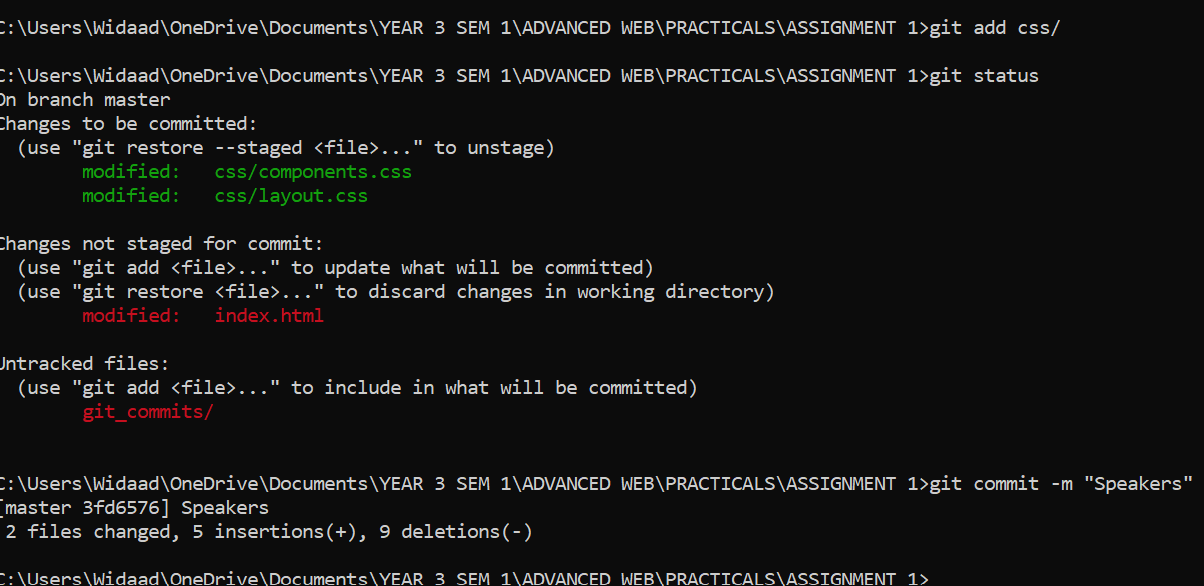 C:\Users\Widaad\OneDrive\Documents\YEAR 3 SEM 1\ADVANCED WEB\PRACTICALS\ASSIGNMENT 1>git add css/
C:\Users\Widaad\OneDrive\Documents\YEAR 3 SEM 1\ADVANCED WEB\PRACTICALS\ASSIGNMENT 1>git status
On branch master
Changes to be committed:
  (use "git restore --staged <file>..." to unstage)
        modified:   css/components.css
        modified:   css/layout.css
Changes not staged for commit:
  (use "git add <file>..." to update what will be committed)
  (use "git restore <file>..." to discard changes in working directory)
        modified:   index.html
Untracked files:
  (use "git add <file>..." to include in what will be committed)
        git_commits/
C:\Users\Widaad\OneDrive\Documents\YEAR 3 SEM 1\ADVANCED WEB\PRACTICALS\ASSIGNMENT 1>git commit -m "Speakers"
[master 3fd6576] Speakers
 2 files changed, 5 insertions(+), 9 deletions(-)
C:\Users\Widaad\OneDrive\Documents\YEAR 3 SEM 1\ADVANCED WEB\PRACTICALS\ASSIGNMENT 1>